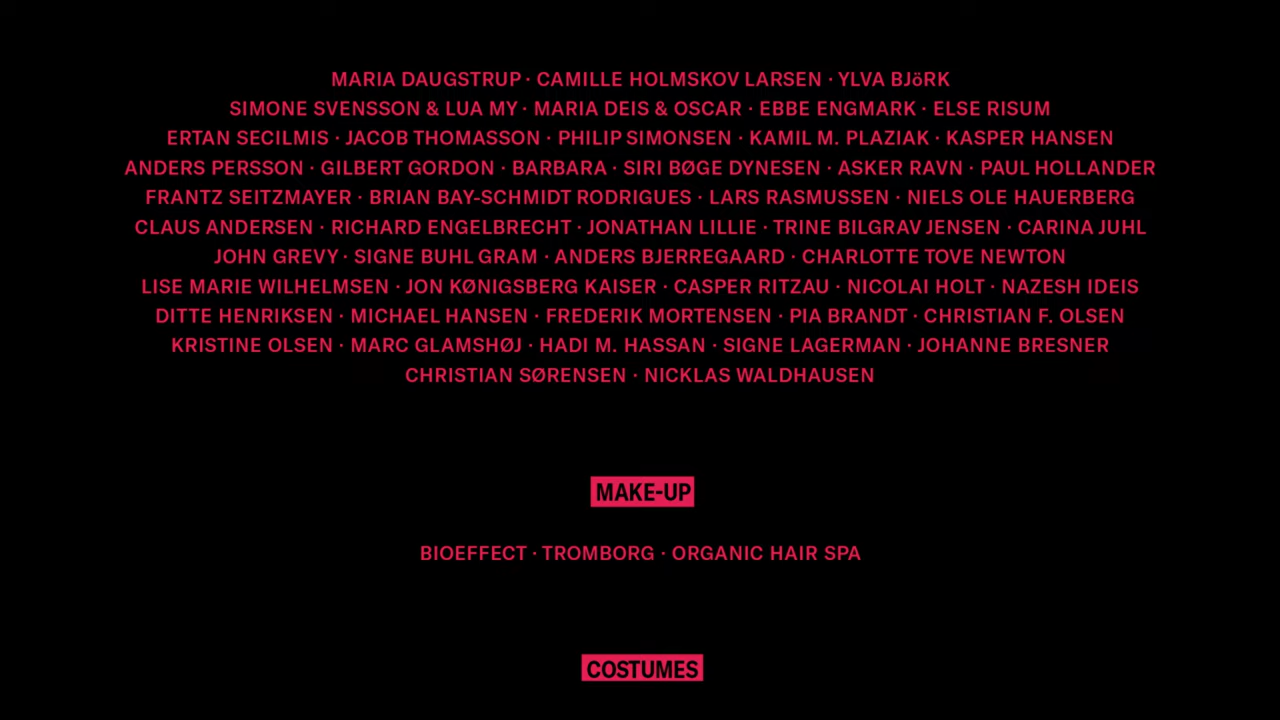 MARIA DAUGSTRUP · CAMILLE HOLMSKOV LARSEN · YLVA BJöRK
SIMONE SVENSSON & LUA MY · MARIA DEIS & OSCAR · EBBE ENGMARK · ELSE RISUM
ERTAN SECILMIS · JACOB THOMASSON · PHILIP SIMONSEN · KAMIL M. PLAZIAK · KASPER HANSEN
ANDERS PERSSON · GILBERT GORDON · BARBARA · SIRI BØGE DYNESEN · ASKER RAVN · PAUL HOLLANDER
FRANTZ SEITZMAYER · BRIAN BAY-SCHMIDT RODRIGUES · LARS RASMUSSEN · NIELS OLE HAUERBERG
CLAUS ANDERSEN · RICHARD ENGELBRECHT · JONATHAN LILLIE · TRINE BILGRAV JENSEN · CARINA JUHL
JOHN GREVY · SIGNE BUHL GRAM · ANDERS BJERREGAARD · CHARLOTTE TOVE NEWTON
LISE MARIE WILHELMSEN · JON KØNIGSBERG KAISER · CASPER RITZAU · NICOLAI HOLT · NAZESH IDEIS
DITTE HENRIKSEN · MICHAEL HANSEN · FREDERIK MORTENSEN · PIA BRANDT · CHRISTIAN F. OLSEN
KRISTINE OLSEN · MARC GLAMSHØJ · HADI M. HASSAN · SIGNE LAGERMAN · JOHANNE BRESNER
CHRISTIAN SØRENSEN · NICKLAS WALDHAUSEN
MAKE-UP
BIOEFFECT · TROMBORG · ORGANIC HAIR SPA
COSTUMES